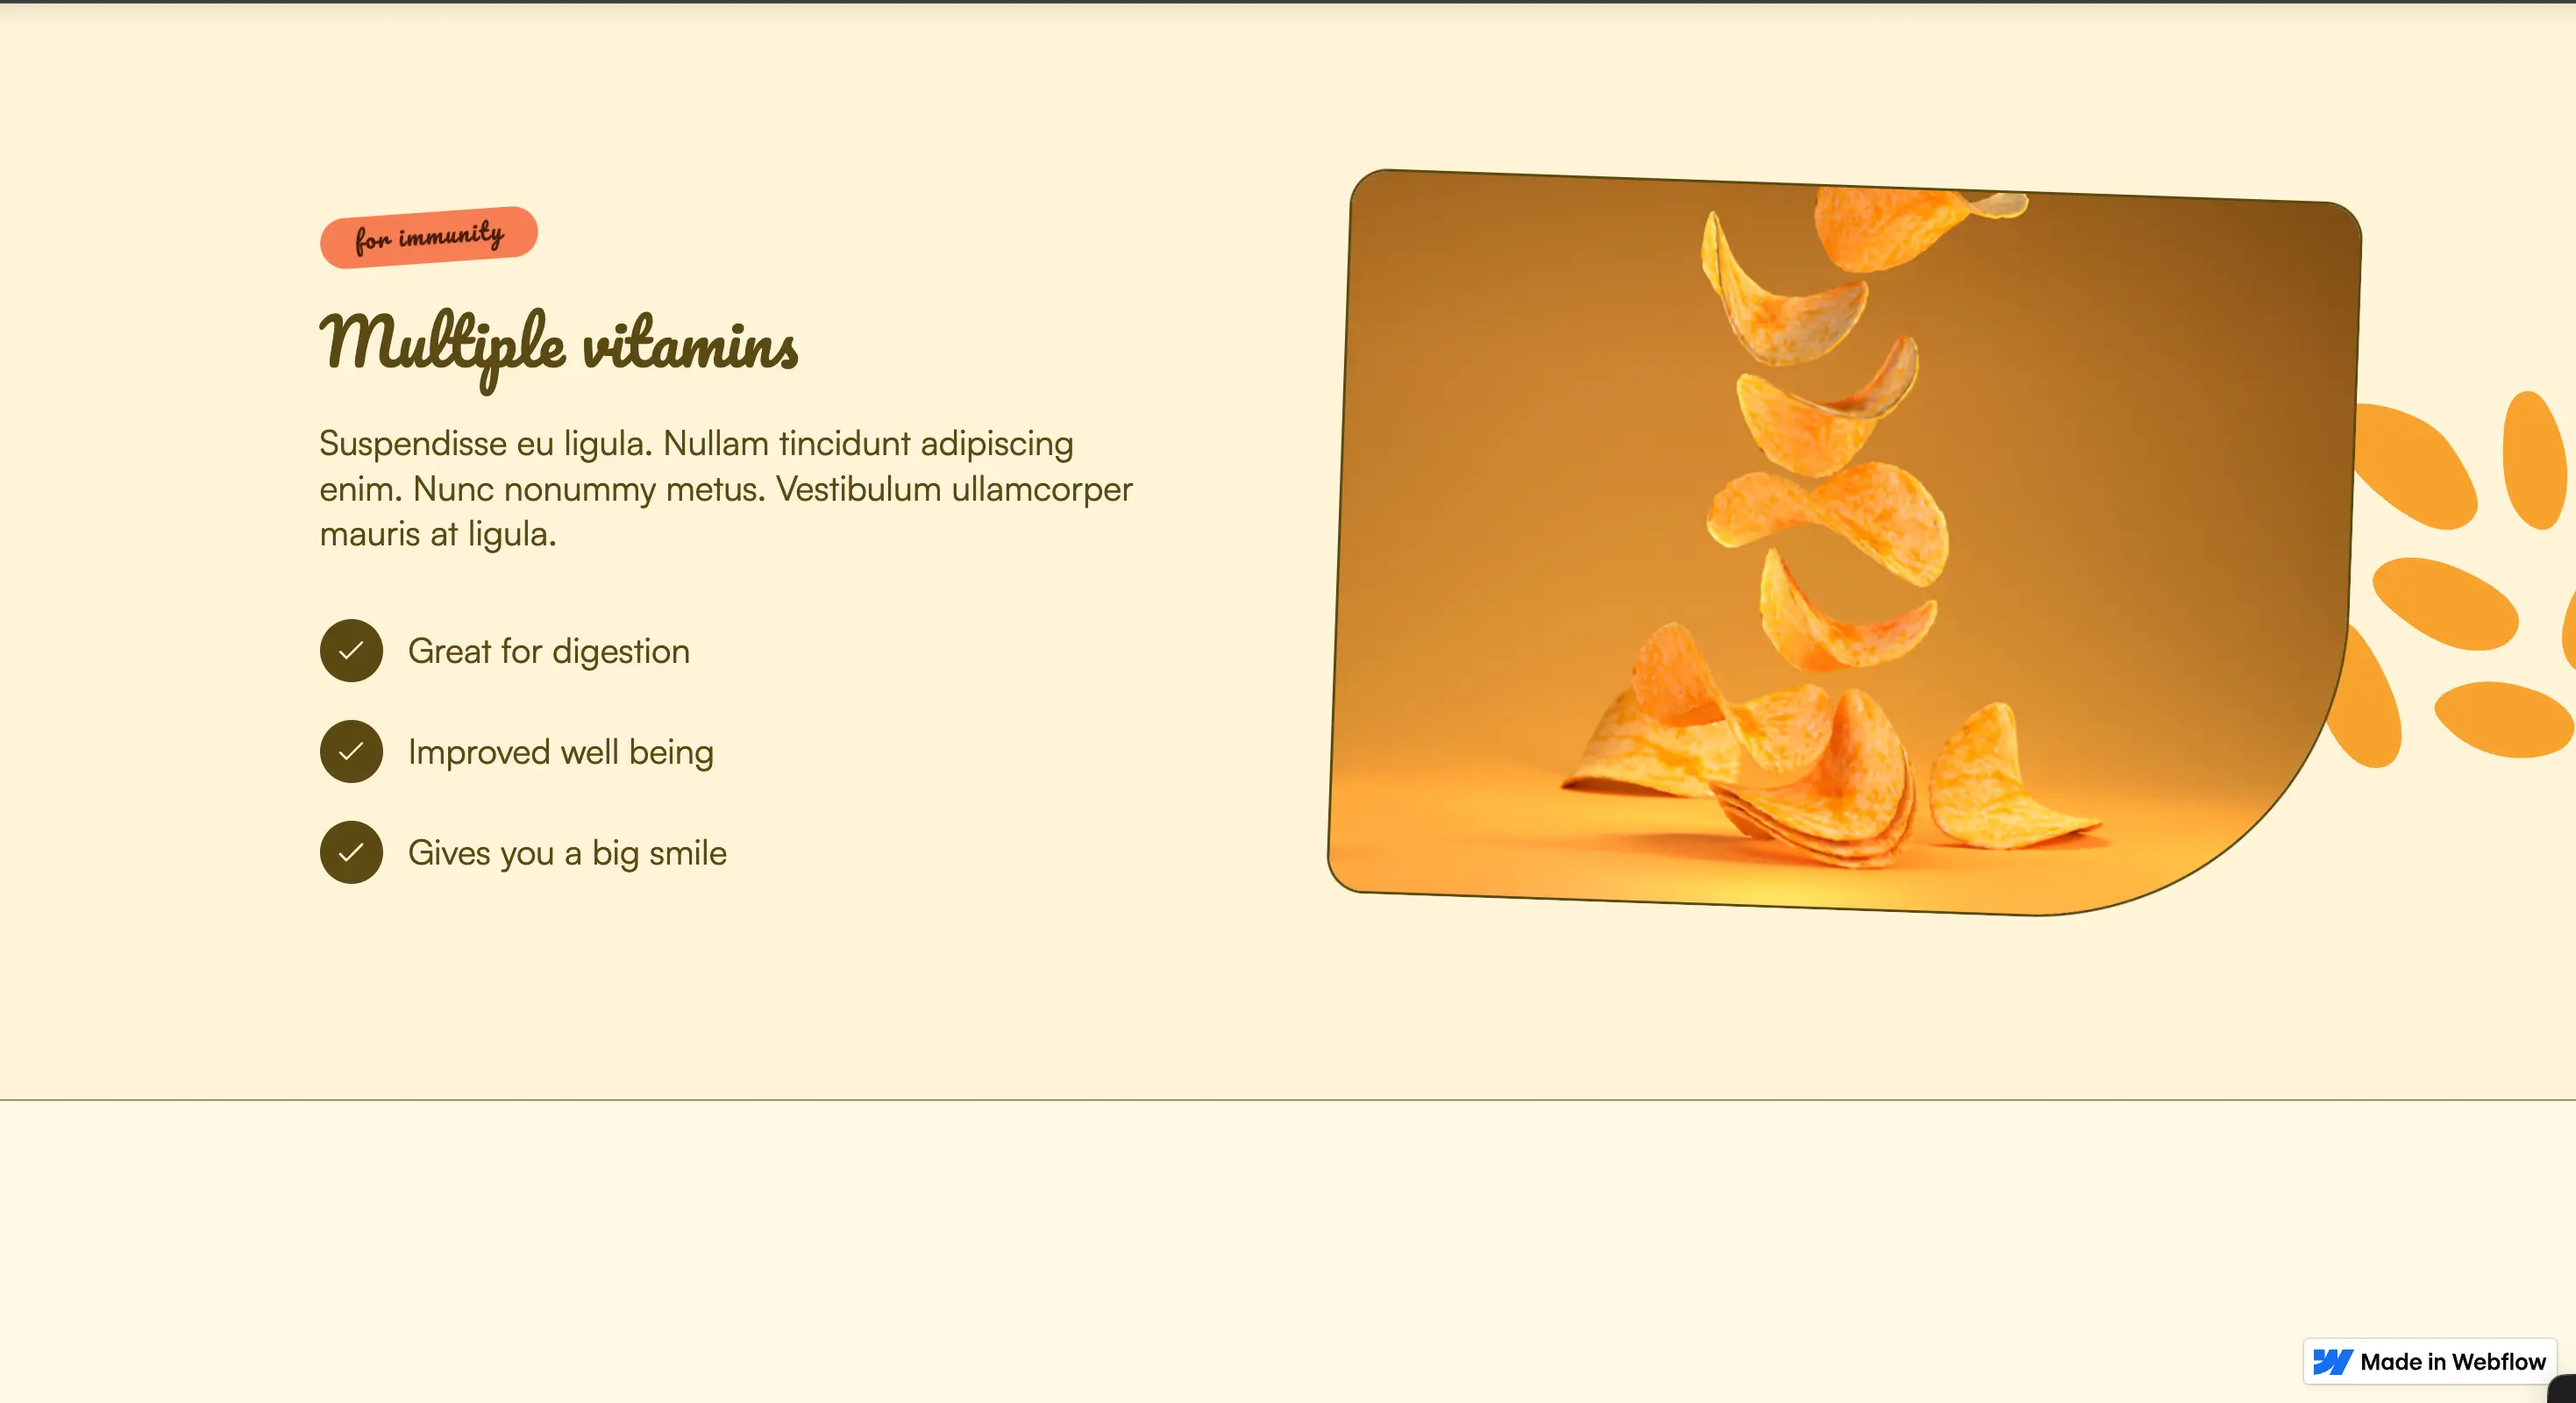 for immunity
Multiple vitamins
Suspendisse eu ligula. Nullam tincidunt adipiscing
enim. Nunc nonummy metus. Vestibulum ullamcorper
mauris at ligula.
Great for digestion
Improved well being
Gives you a big smile
Made in Webflow